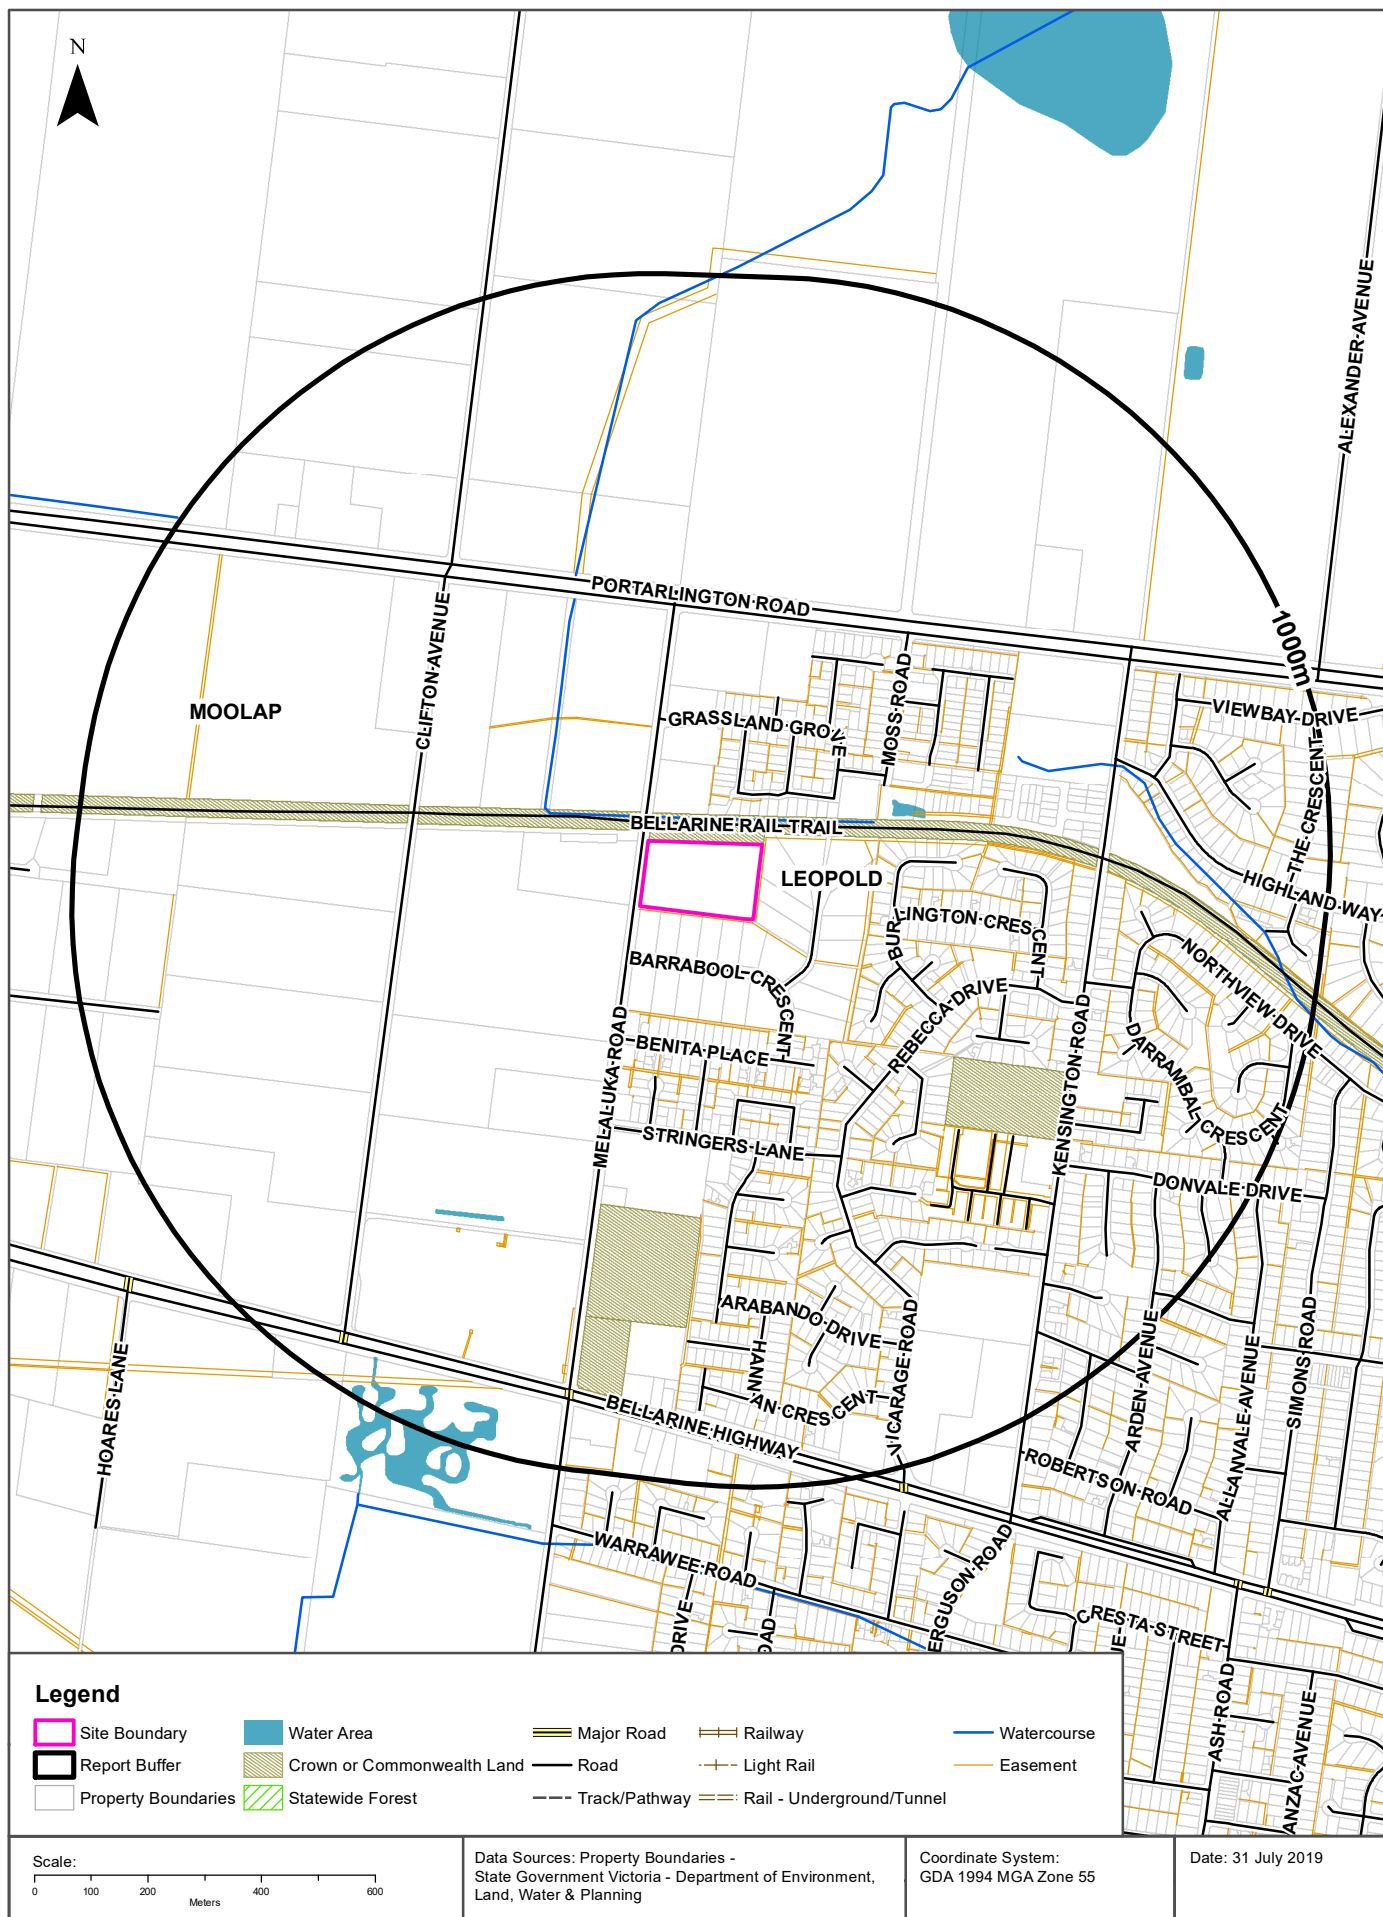 N
ALEXANDER AVENUE
PORTARLINGTON ROAD
1000m
CLIFTON AVENUE
MOOLAP
MOSS ROAD
GRASSLAND GROVE
VIEWBAY DRIVE
THE CRESCENT
BELLARINE RAIL TRAIL
LEOPOLD
HIGHLAND WAY
BURLINGTON CRESCENT
NORTHVIEW DRIVE
BARRABOOL CRESCENT
REBECCA DRIVE
MELALUKA ROAD
BENITA PLACE
KENSINGTON ROAD
DARRAMBAL CRESCENT
STRINGERS LANE
DONVALE DRIVE
ARABANDO DRIVE
HANNAN CRESCENT
VICARAGE ROAD
ARDEN AVENUE
ALLANVALE AVENUE
SIMONS ROAD
HOARES LANE
BELLARINE HIGHWAY
ROBERTSON ROAD
WARRAWEE ROAD
DRIVE
OAD
ERGUSON ROAD
CRESTA STREET
UE
ASH ROAD
ANZAC AVENUE
Legend
Site Boundary
Water Area
Major Road
Railway
Watercourse
Report Buffer
Crown or Commonwealth Land
Road
Light Rail
Easement
Property Boundaries
Statewide Forest
Track/Pathway
Rail - Underground/Tunnel
Scale:
0 100 200 400 600
Meters
Data Sources: Property Boundaries -
State Government Victoria - Department of Environment,
Land, Water & Planning
Coordinate System:
GDA 1994 MGA Zone 55
Date: 31 July 2019